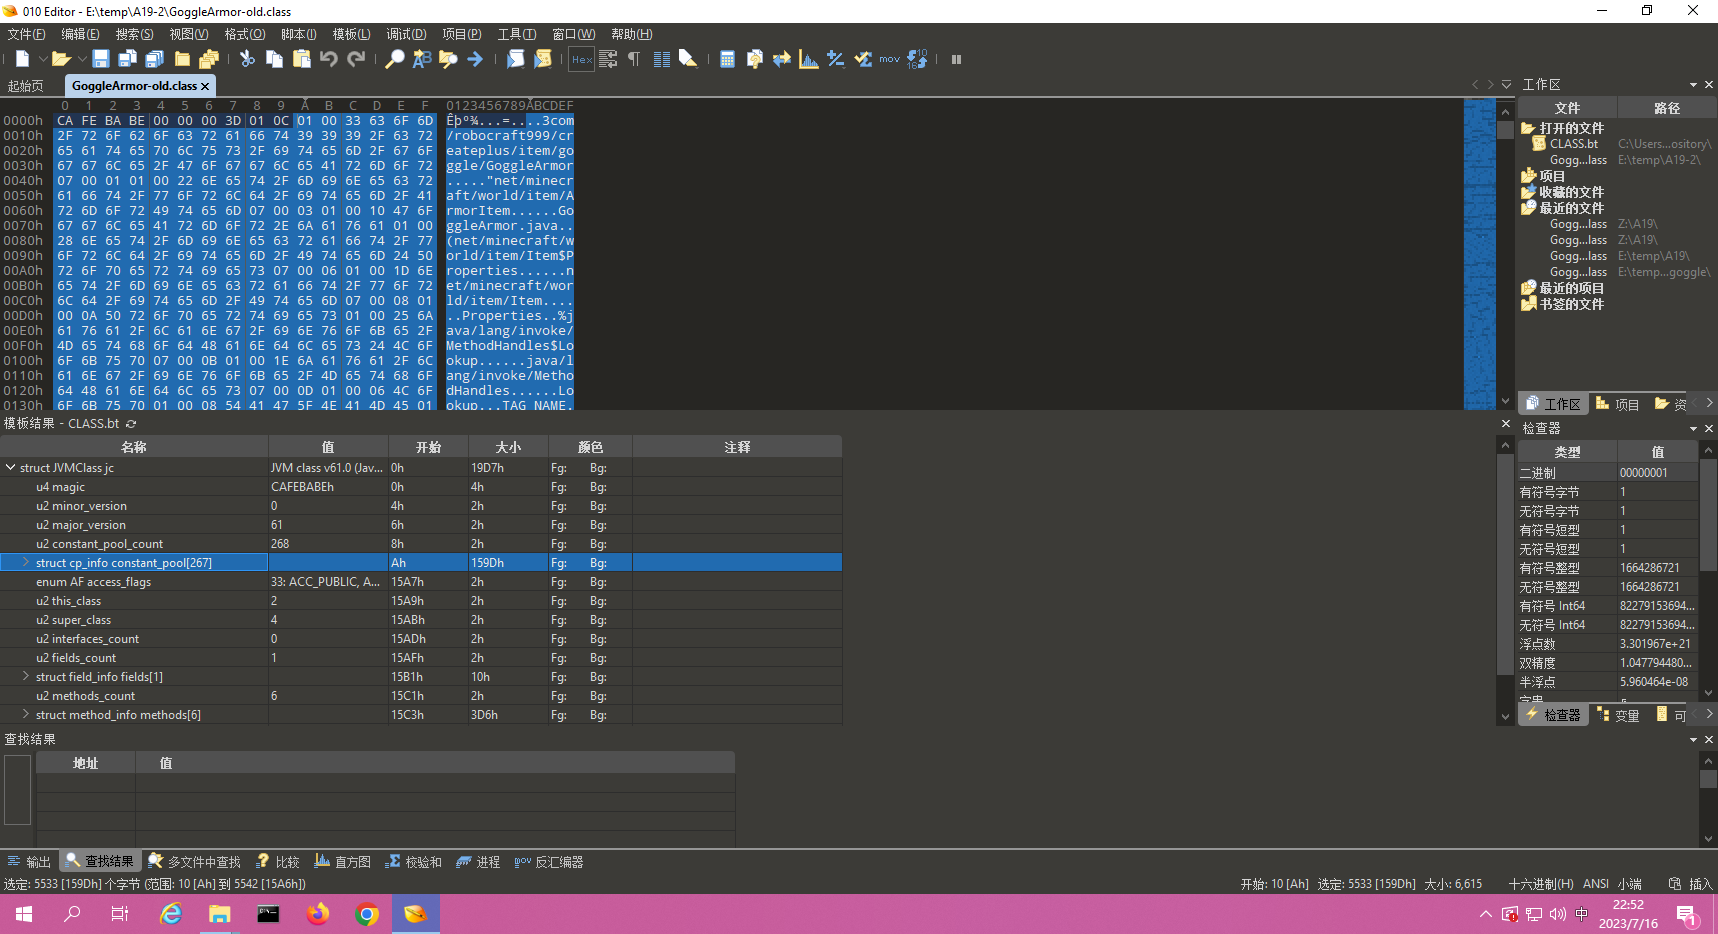 010 Editor - E:\temp\A19-2\GoggleArmor-old.class
文件(F) 编辑(E) 搜索(S) 视图(V) 格式(O) 脚本(I) 模板(L) 调试(D) 项目(P) 工具(T) 窗口(W) 帮助(H)
起始页 GoggleArmor-old.class
0 1 2 3 4 5 6 7 8 9 A B C D E F 0123456789ABCDEF
0000h CA FE BA BE 00 00 00 3D 01 0C 01 00 33 63 6F 6D Êþº¾...=....3com
0010h 2F 72 6F 62 6F 63 72 61 66 74 39 39 39 2F 63 72 /robocraft999/cr
0020h 65 61 74 65 70 6C 75 73 2F 69 74 65 6D 2F 67 6F eateplus/item/go
0030h 67 67 6C 65 2F 47 6F 67 67 6C 65 41 72 6D 6F 72 ggle/GoggleArmor
0040h 07 00 01 01 00 22 6E 65 74 2F 6D 69 6E 65 63 72 ....."net/minecr
0050h 61 66 74 2F 77 6F 72 6C 64 2F 69 74 65 6D 2F 41 aft/world/item/A
0060h 72 6D 6F 72 49 74 65 6D 07 00 03 01 00 10 47 6F rmorItem......Go
0070h 67 67 6C 65 41 72 6D 6F 72 2E 6A 61 76 61 01 00 ggleArmor.java..
0080h 28 6E 65 74 2F 6D 69 6E 65 63 72 61 66 74 2F 77 (net/minecraft/w
0090h 6F 72 6C 64 2F 69 74 65 6D 2F 49 74 65 6D 24 50 orld/item/Item$P
00A0h 72 6F 70 65 72 74 69 65 73 07 00 06 01 00 1D 6E roperties......n
00B0h 65 74 2F 6D 69 6E 65 63 72 61 66 74 2F 77 6F 72 et/minecraft/wor
00C0h 6C 64 2F 69 74 65 6D 2F 49 74 65 6D 07 00 08 01 ld/item/Item....
00D0h 00 0A 50 72 6F 70 65 72 74 69 65 73 01 00 25 6A ..Properties..%j
00E0h 61 76 61 2F 6C 61 6E 67 2F 69 6E 76 6F 6B 65 2F ava/lang/invoke/
00F0h 4D 65 74 68 6F 64 48 61 6E 64 6C 65 73 24 4C 6F MethodHandles$Lo
0100h 6F 6B 75 70 07 00 0B 01 00 1E 6A 61 76 61 2F 6C okup......java/l
0110h 61 6E 67 2F 69 6E 76 6F 6B 65 2F 4D 65 74 68 6F ang/invoke/Metho
0120h 64 48 61 6E 64 6C 65 73 07 00 0D 01 00 06 4C 6F dHandles......Lo
0130h 6F 6B 75 70 01 00 08 54 41 47 5F 4E 41 4D 45 01 okup...TAG_NAME.
工作区
文件 路径
打开的文件
CLASS.bt C:\Users...ository\
Gogg...lass E:\temp\A19-2\
项目
收藏的文件
最近的文件
Gogg...lass Z:\A19\
Gogg...lass Z:\A19\
Gogg...lass E:\temp\A19\
Gogg...lass E:\temp...goggle\
最近的项目
书签的文件
工作区 项目 资
模板结果 - CLASS.bt
名称 值 开始 大小 颜色 注释
struct JVMClass jc JVM class v61.0 (Jav... 0h 19D7h Fg: Bg:
u4 magic CAFEBABEh 0h 4h Fg: Bg:
u2 minor_version 0 4h 2h Fg: Bg:
u2 major_version 61 6h 2h Fg: Bg:
u2 constant_pool_count 268 8h 2h Fg: Bg:
struct cp_info constant_pool[267] Ah 159Dh Fg: Bg:
enum AF access_flags 33: ACC_PUBLIC, A... 15A7h 2h Fg: Bg:
u2 this_class 2 15A9h 2h Fg: Bg:
u2 super_class 4 15ABh 2h Fg: Bg:
u2 interfaces_count 0 15ADh 2h Fg: Bg:
u2 fields_count 1 15AFh 2h Fg: Bg:
struct field_info fields[1] 15B1h 10h Fg: Bg:
u2 methods_count 6 15C1h 2h Fg: Bg:
struct method_info methods[6] 15C3h 3D6h Fg: Bg:
检查器
类型 值
二进制 00000001
有符号字节 1
无符号字节 1
有符号短型 1
无符号短型 1
有符号整型 1664286721
无符号整型 1664286721
有符号 Int64 82279153694...
无符号 Int64 82279153694...
浮点数 3.301967e+21
双精度 1.047794480...
半浮点 5.960464e-08
检查器 变量 可
查找结果
地址 值
输出 查找结果 多文件中查找 比较 直方图 校验和 进程 反汇编器
选定: 5533 [159Dh] 个字节 (范围: 10 [Ah] 到 5542 [15A6h]) 开始: 10 [Ah] 选定: 5533 [159Dh] 大小: 6,615 十六进制(H) ANSI 小端 插入
中 22:52
2023/7/16
1